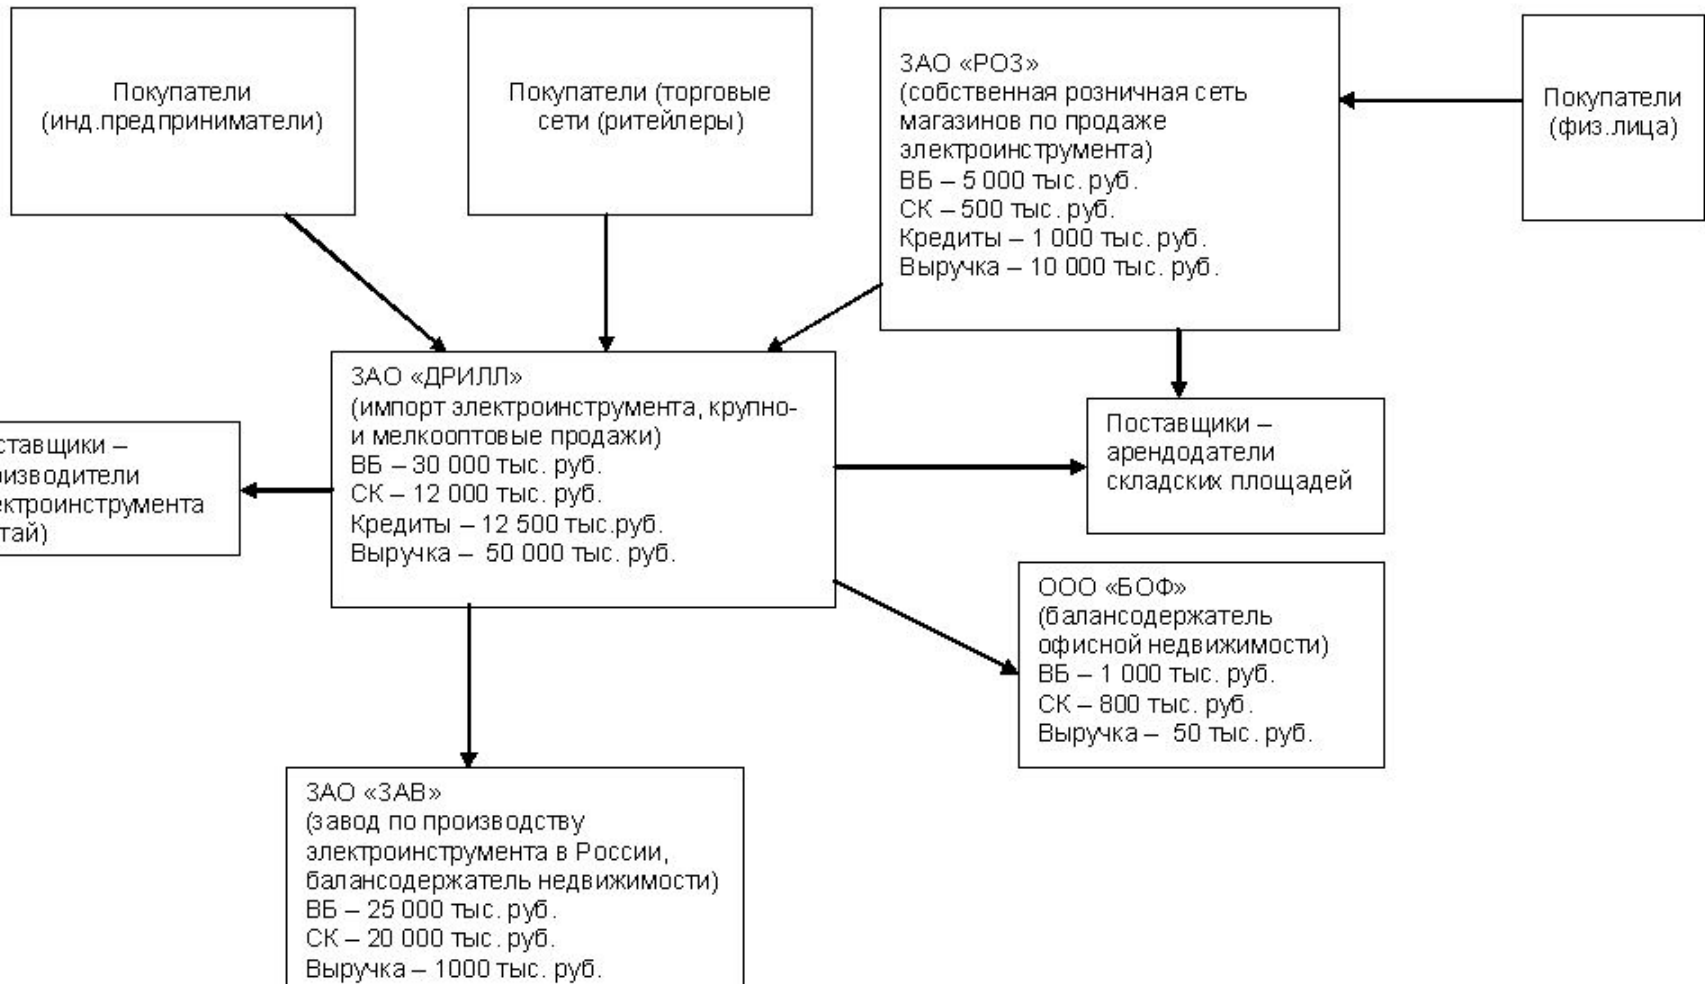 Покупатели
(инд.предприниматели)
Покупатели (торговые
сети (ритейлеры)
ЗАО «РОЗ»
(собственная розничная сеть
магазинов по продаже
электроинструмента)
ВБ – 5 000 тыс. руб.
СК – 500 тыс. руб.
Кредиты – 1 000 тыс. руб.
Выручка – 10 000 тыс. руб.
Покупатели
(физ.лица)
ЗАО «ДРИЛЛ»
(импорт электроинструмента, крупно-
и мелкооптовые продажи)
ВБ – 30 000 тыс. руб.
СК – 12 000 тыс. руб.
Кредиты – 12 500 тыс.руб.
Выручка – 50 000 тыс. руб.
ставщики –
оизводители
ектроинструмента
тай)
Поставщики –
арендодатели
складских площадей
ООО «БОФ»
(балансодержатель
офисной недвижимости)
ВБ – 1 000 тыс. руб.
СК – 800 тыс. руб.
Выручка – 50 тыс. руб.
ЗАО «ЗАВ»
(завод по производству
электроинструмента в России,
балансодержатель недвижимости)
ВБ – 25 000 тыс. руб.
СК – 20 000 тыс. руб.
Выручка – 1000 тыс. руб.